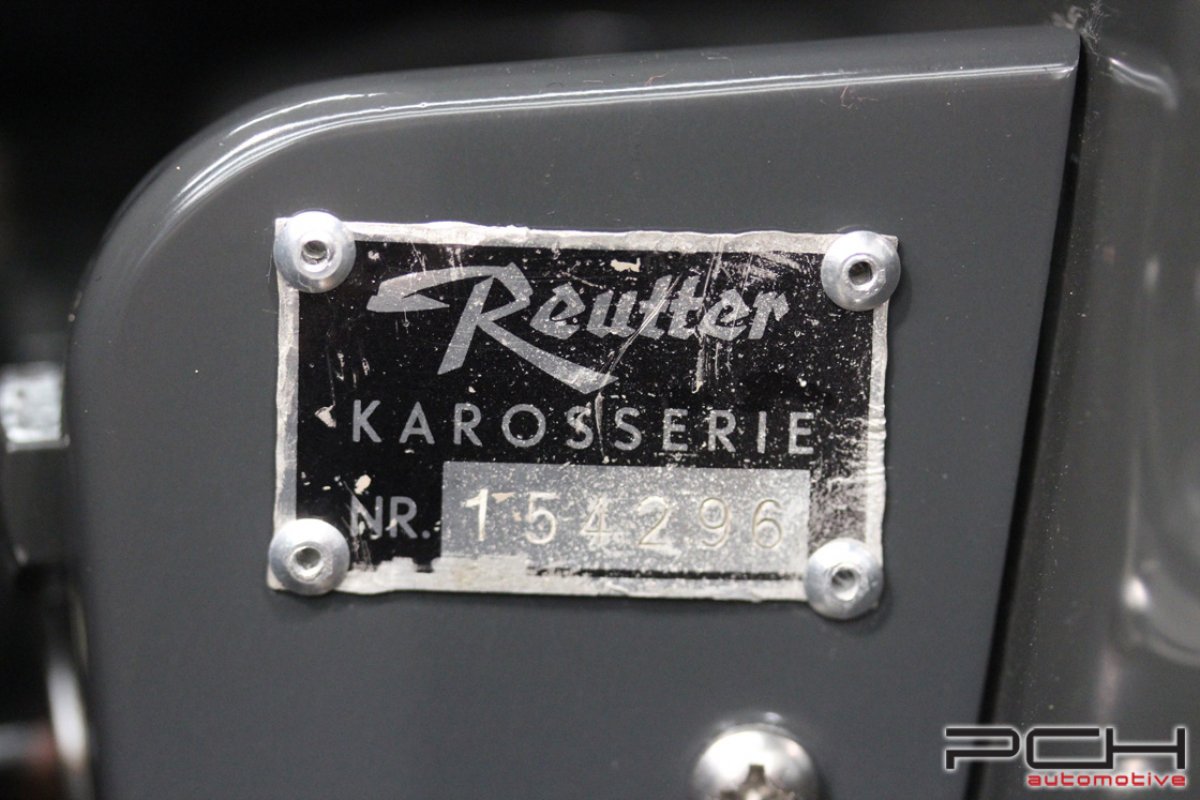 Reutter
KAROSSERIE
NR. 154296
PCH
automotive